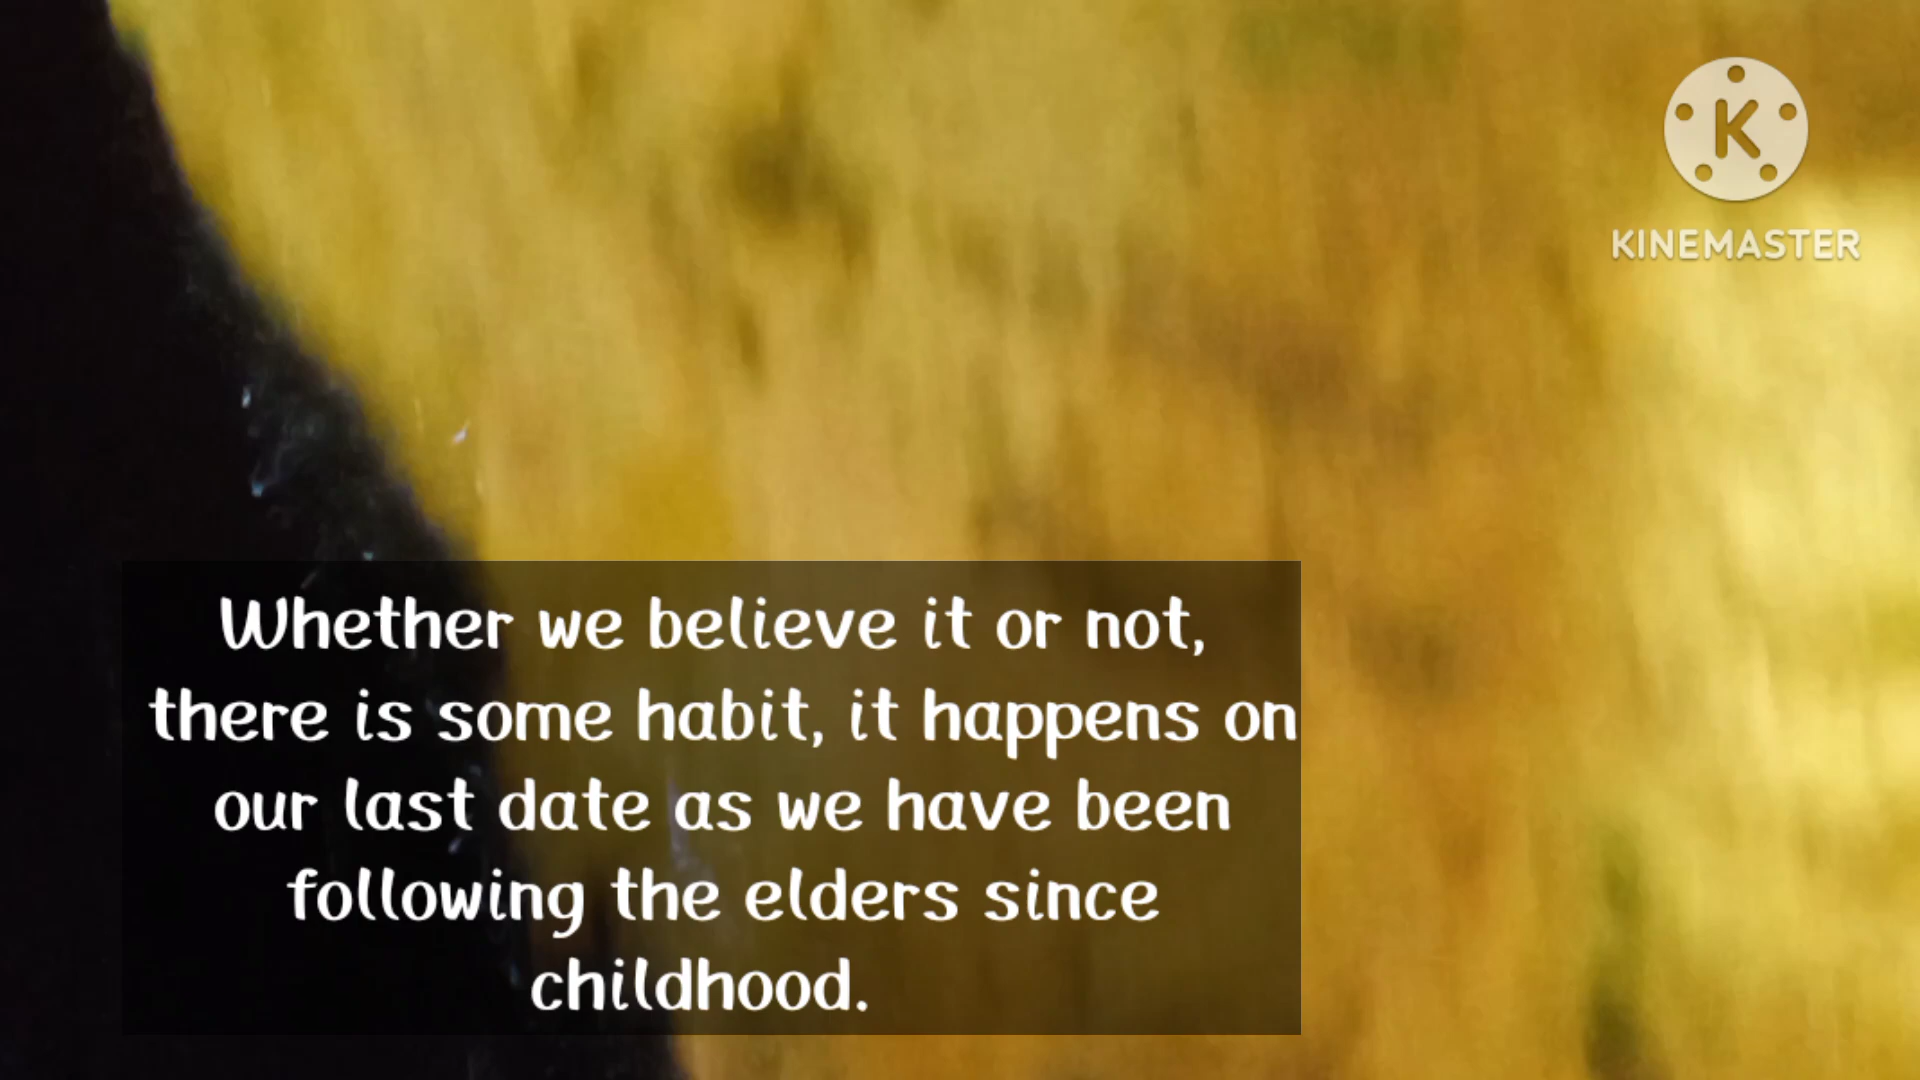 K
KINEMASTER
Whether we believe it or not,
there is some habit, it happens on
our last date as we have been
following the elders since
childhood.